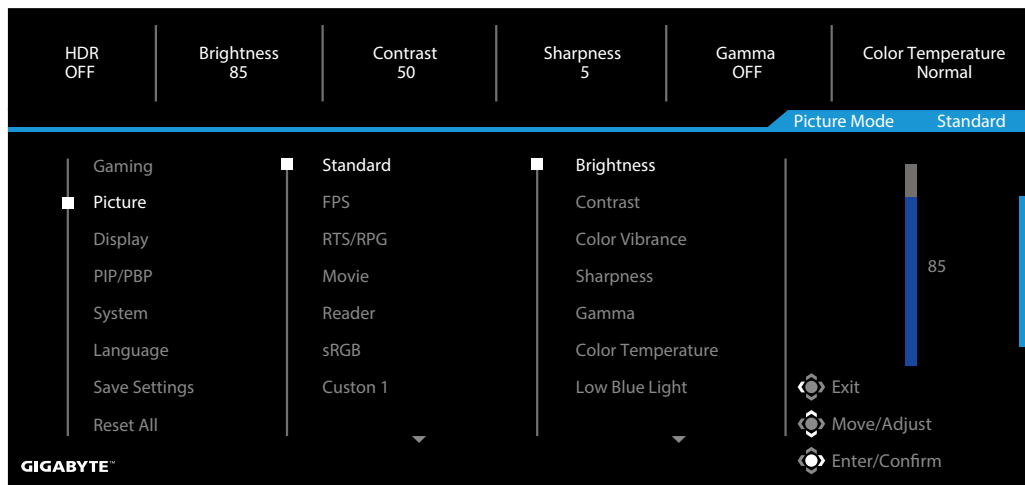 HDR
OFF
Brightness
85
Contrast
50
Sharpness
5
Gamma
OFF
Color Temperature
Normal
Picture Mode Standard
Gaming
Picture
Display
PIP/PBP
System
Language
Save Settings
Reset All
Standard
FPS
RTS/RPG
Movie
Reader
sRGB
Custon 1
Brightness
Contrast
Color Vibrance
Sharpness
Gamma
Color Temperature
Low Blue Light
85
Exit
Move/Adjust
Enter/Confirm
GIGABYTE™